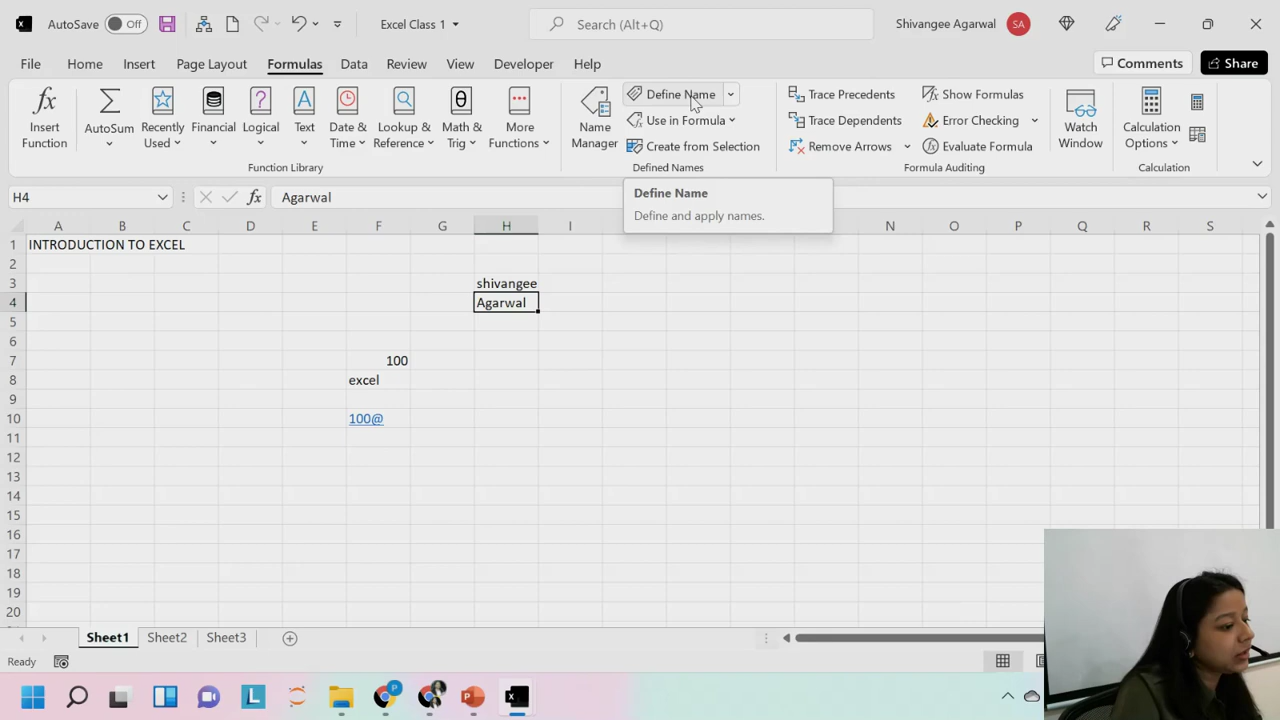 AutoSave Off Excel Class 1 Search (Alt+Q) Shivangee Agarwal SA
File Home Insert Page Layout Formulas Data Review View Developer Help Comments Share
Insert Function
AutoSum
Recently Used
Financial
Logical
Text
Date & Time
Lookup & Reference
Math & Trig
More Functions
Function Library
Name Manager
Define Name
Use in Formula
Create from Selection
Defined Names
Trace Precedents
Trace Dependents
Remove Arrows
Show Formulas
Error Checking
Evaluate Formula
Formula Auditing
Watch Window
Calculation Options
Calculation
H4 fx Agarwal
Define Name
Define and apply names.
A B C D E F G H I N O P Q R S
1 INTRODUCTION TO EXCEL
2
3 shivangee
4 Agarwal
5
6
7 100
8 excel
9
10 100@
11
12
13
14
15
16
17
18
19
20
Sheet1 Sheet2 Sheet3
Ready